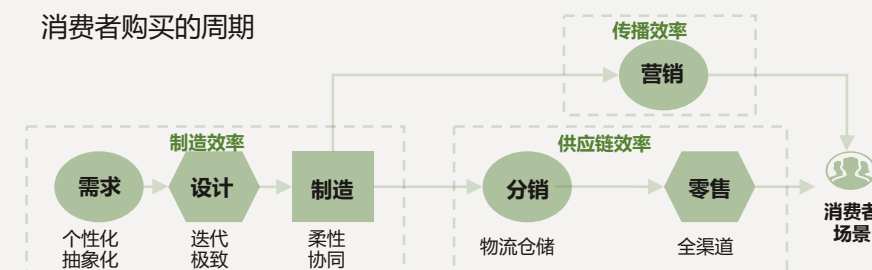 消费者购买的周期
传播效率
营销
制造效率
供应链效率
需求
设计
制造
分销
零售
消费者
场景
个性化
抽象化
迭代
极致
柔性
协同
物流仓储
全渠道